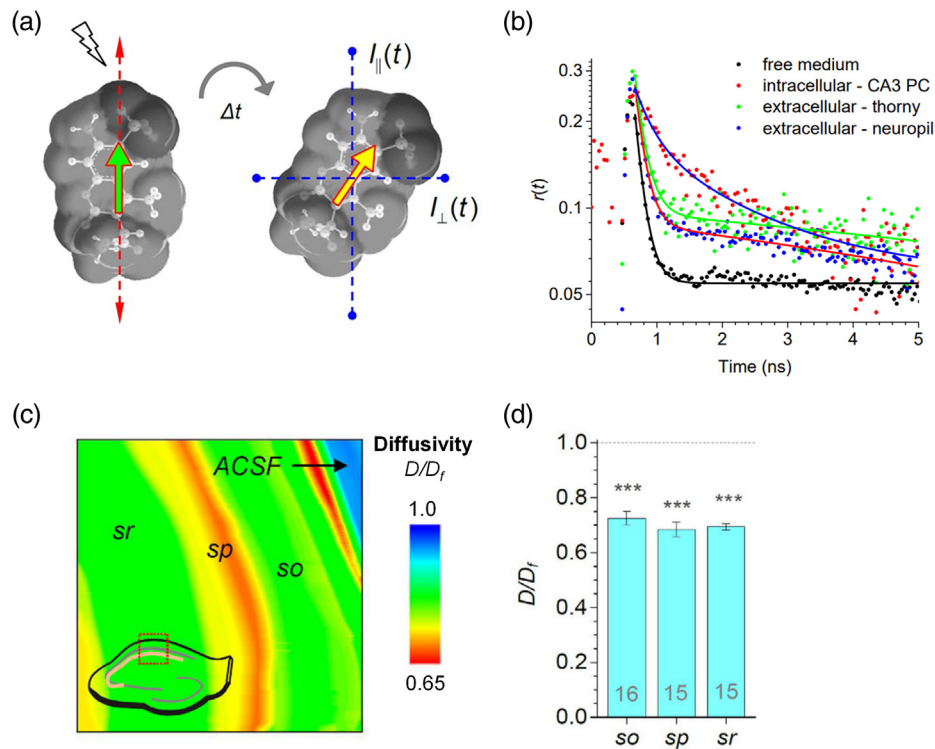 (a)
Δt
I∥(t)
I⊥(t)
(b)
free medium
intracellular - CA3 PC
extracellular - thorny
extracellular - neuropil
0.3
0.2
0.1
0.05
r(t)
0 1 2 3 4 5
Time (ns)
(c)
ACSF
sr
sp
so
Diffusivity
D/Df
1.0
0.65
(d)
1.0
0.8
0.6
0.4
0.2
0.0
D/Df
*** *** ***
16 15 15
so sp sr